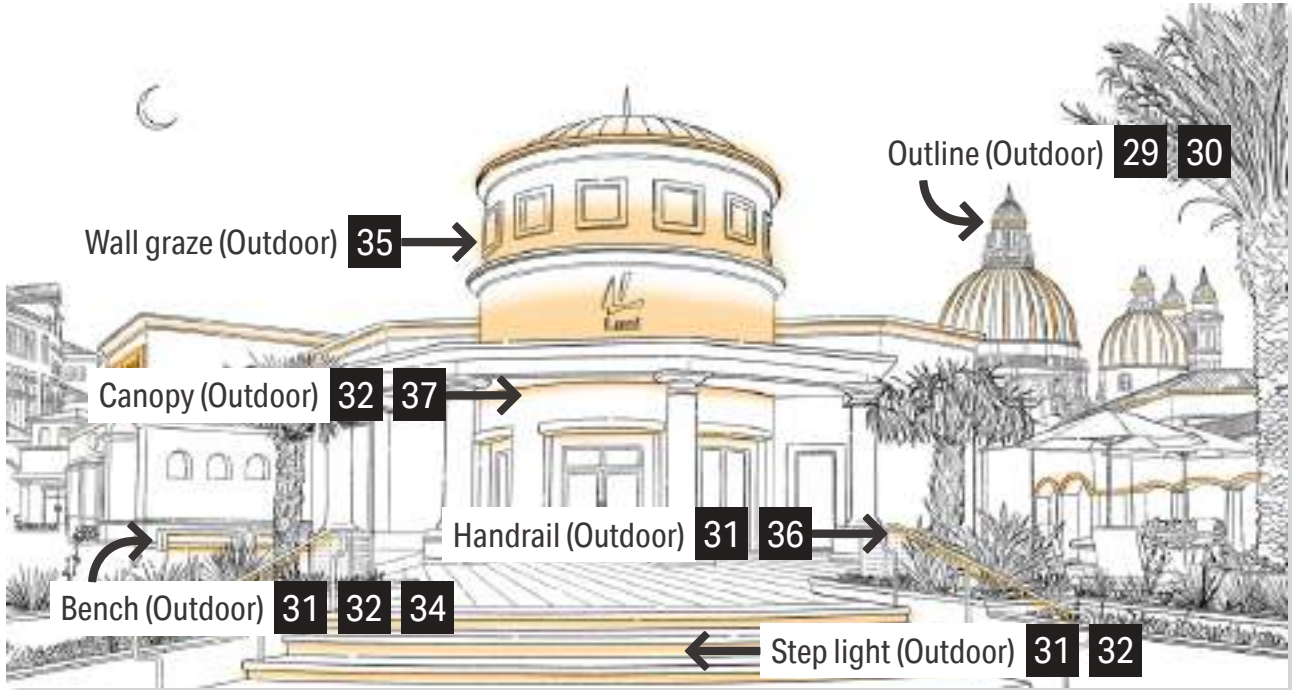 Outline (Outdoor) 29 30
Wall graze (Outdoor) 35
Canopy (Outdoor) 32 37
Handrail (Outdoor) 31 36
Bench (Outdoor) 31 32 34
Step light (Outdoor) 31 32